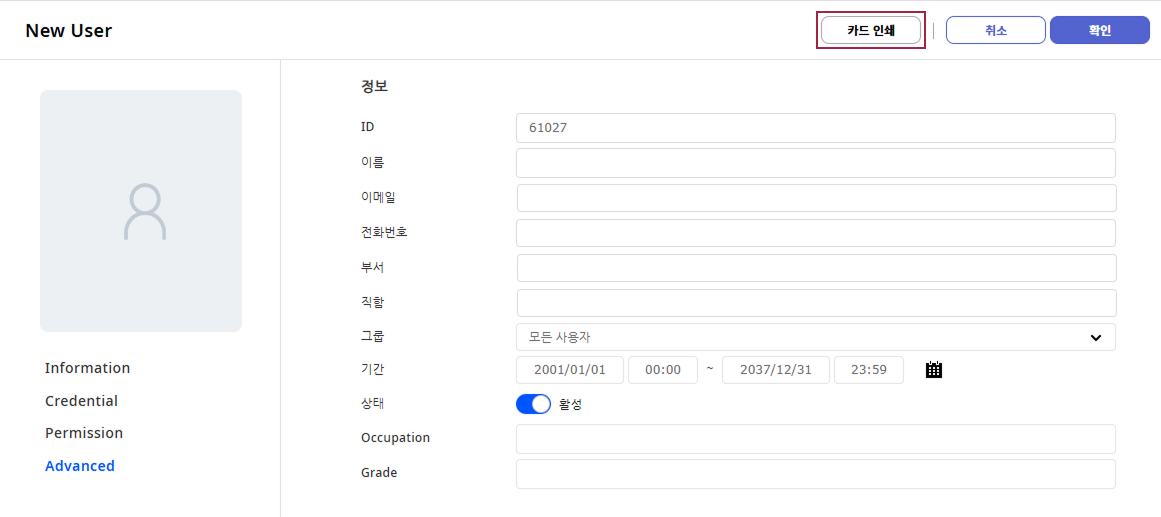 New User
카드 인쇄
취소
확인
정보
ID
61027
이름
이메일
전화번호
부서
직함
그룹
모든 사용자
기간
2001/01/01 00:00 ~ 2037/12/31 23:59
상태
활성
Occupation
Grade
Information
Credential
Permission
Advanced